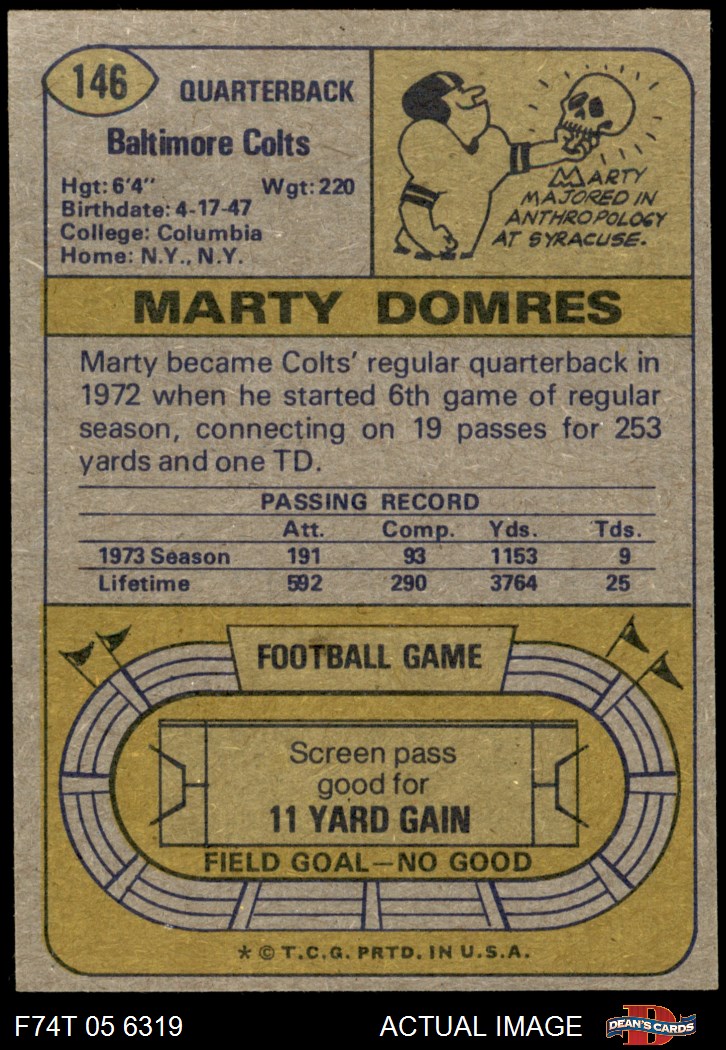 146
QUARTERBACK
Baltimore Colts
Hgt: 6'4" Wgt: 220
Birthdate: 4-17-47
College: Columbia
Home: N.Y., N.Y.
MARTY
MAJORED IN
ANTHROPOLOGY
AT SYRACUSE.
MARTY DOMRES
Marty became Colts' regular quarterback in
1972 when he started 6th game of regular
season, connecting on 19 passes for 253
yards and one TD.
PASSING RECORD
Att. Comp. Yds. Tds.
1973 Season 191 93 1153 9
Lifetime 592 290 3764 25
FOOTBALL GAME
Screen pass
good for
11 YARD GAIN
FIELD GOAL—NO GOOD
* © T.C.G. PRTD. IN U.S.A.
F74T 05 6319 ACTUAL IMAGE
D
DEAN'S CARDS